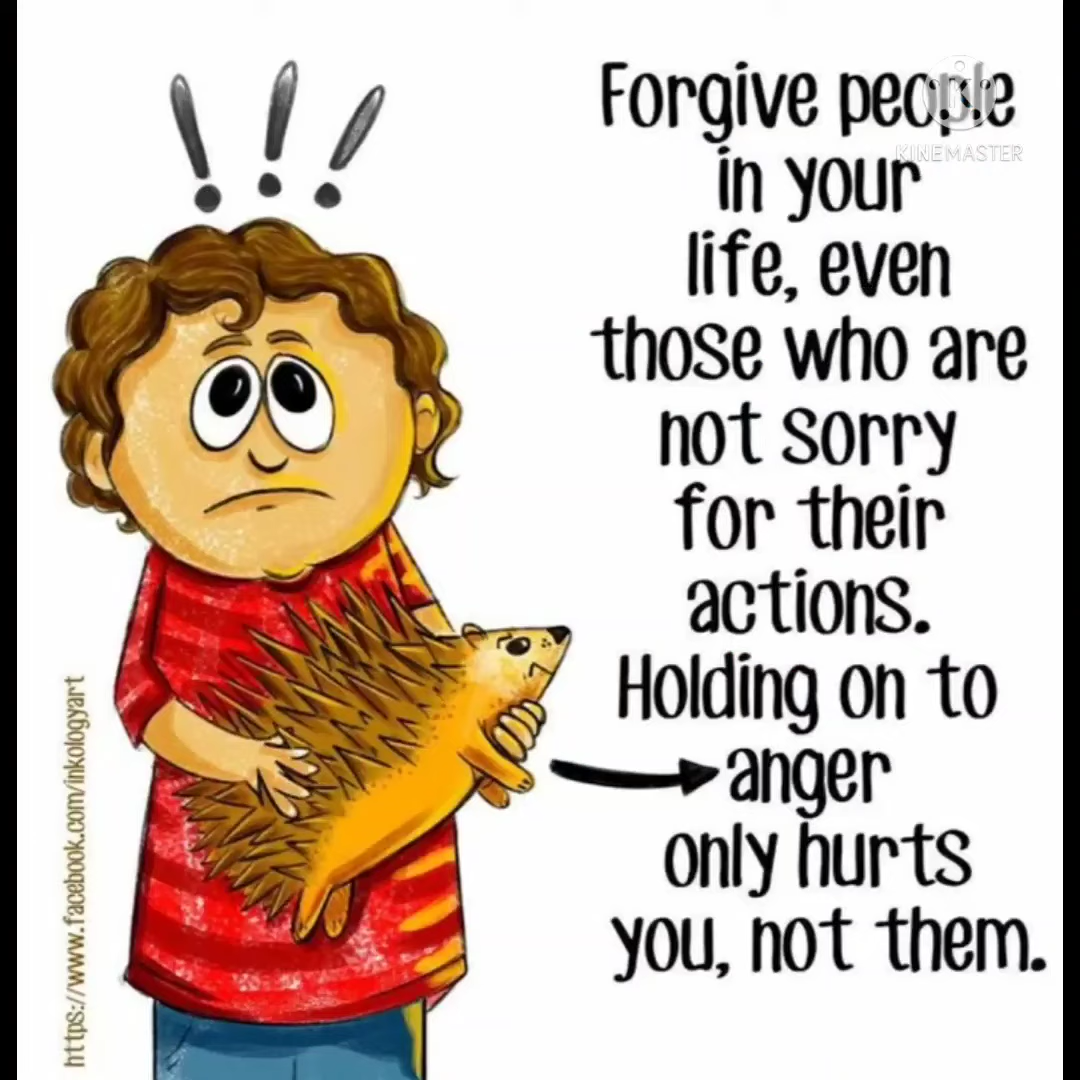 ! ! !
Forgive people
KINEMASTER
in your
life, even
those who are
not sorry
for their
actions.
Holding on to
anger
only hurts
you, not them.
https://www.facebook.com/inkologyart